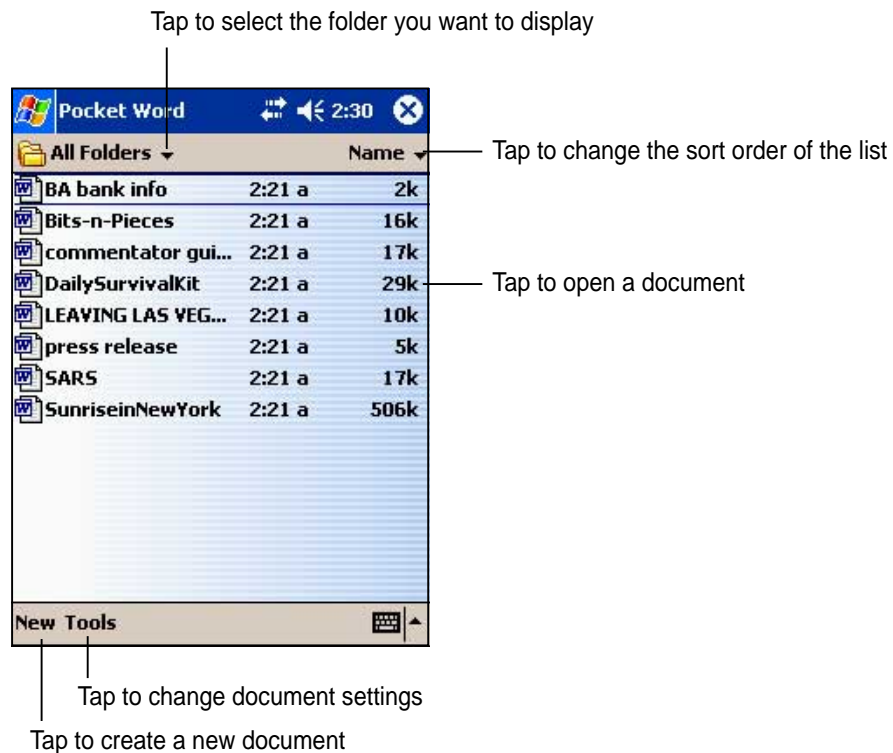 Tap to select the folder you want to display
Pocket Word 2:30
All Folders Name
Tap to change the sort order of the list
BA bank info 2:21 a 2k
Bits-n-Pieces 2:21 a 16k
commentator gui... 2:21 a 17k
DailySurvivalKit 2:21 a 29k
Tap to open a document
LEAVING LAS VEG... 2:21 a 10k
press release 2:21 a 5k
SARS 2:21 a 17k
SunriseinNewYork 2:21 a 506k
New Tools
Tap to change document settings
Tap to create a new document